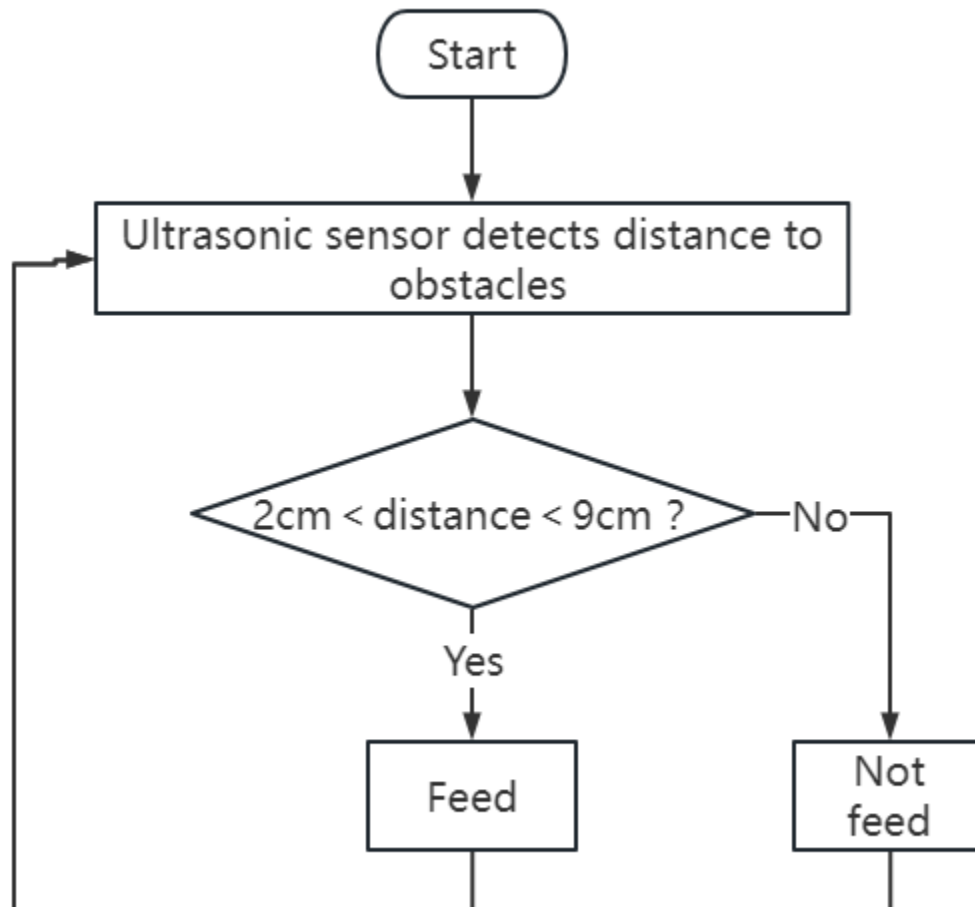 Start
Ultrasonic sensor detects distance to
obstacles
2cm < distance < 9cm ?
No
Yes
Feed
Not
feed